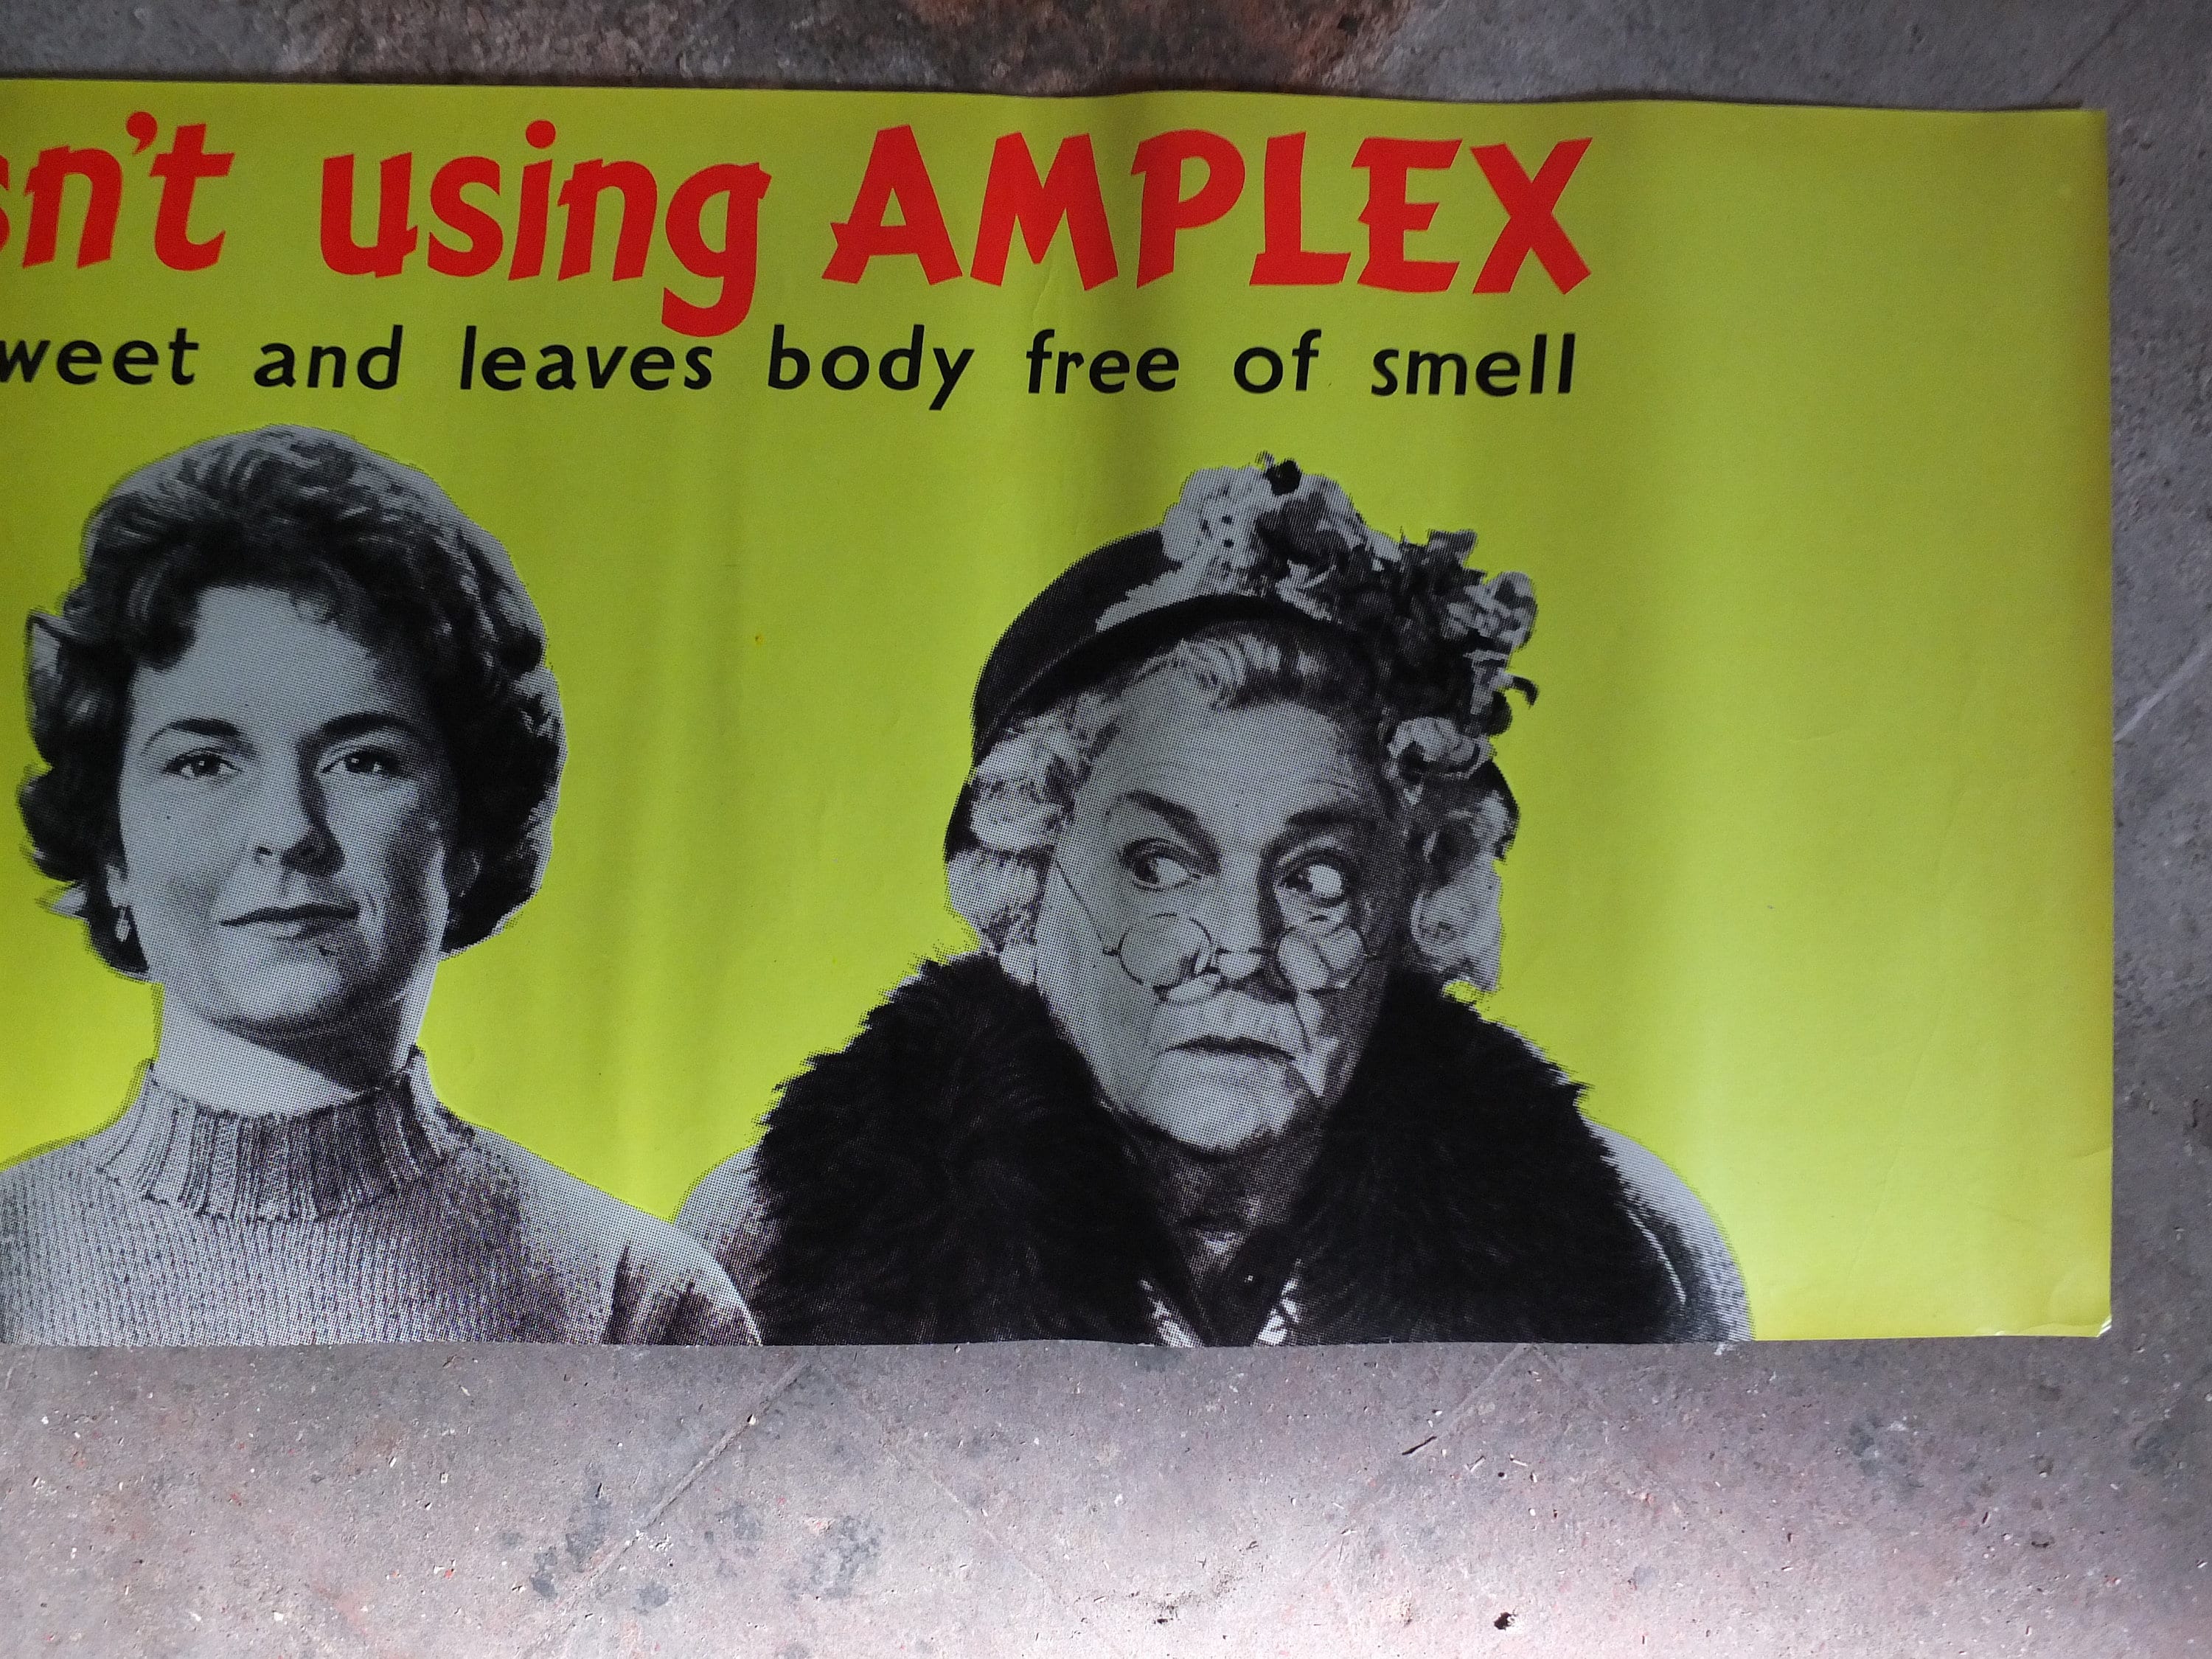 sn't using AMPLEX
weet and leaves body free of smell